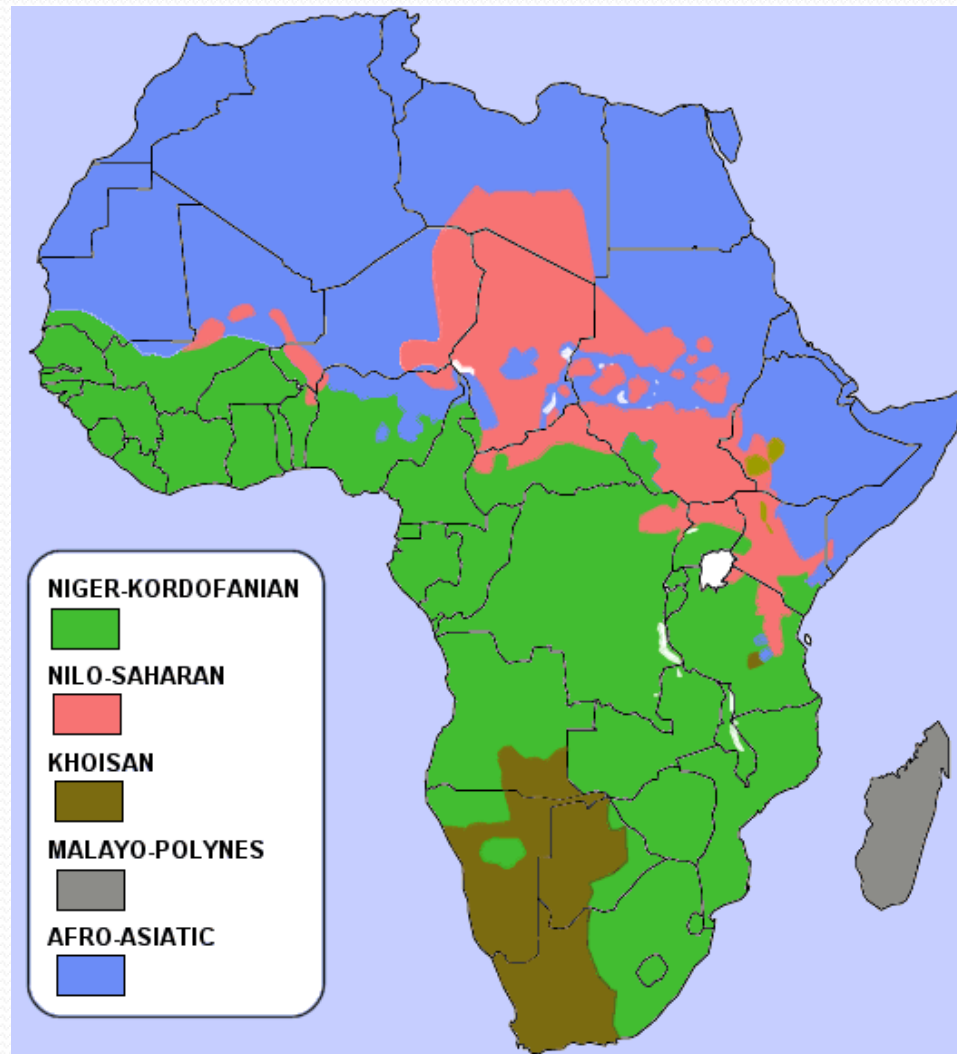 NIGER-KORDOFANIAN
NILO-SAHARAN
KHOISAN
MALAYO-POLYNES
AFRO-ASIATIC